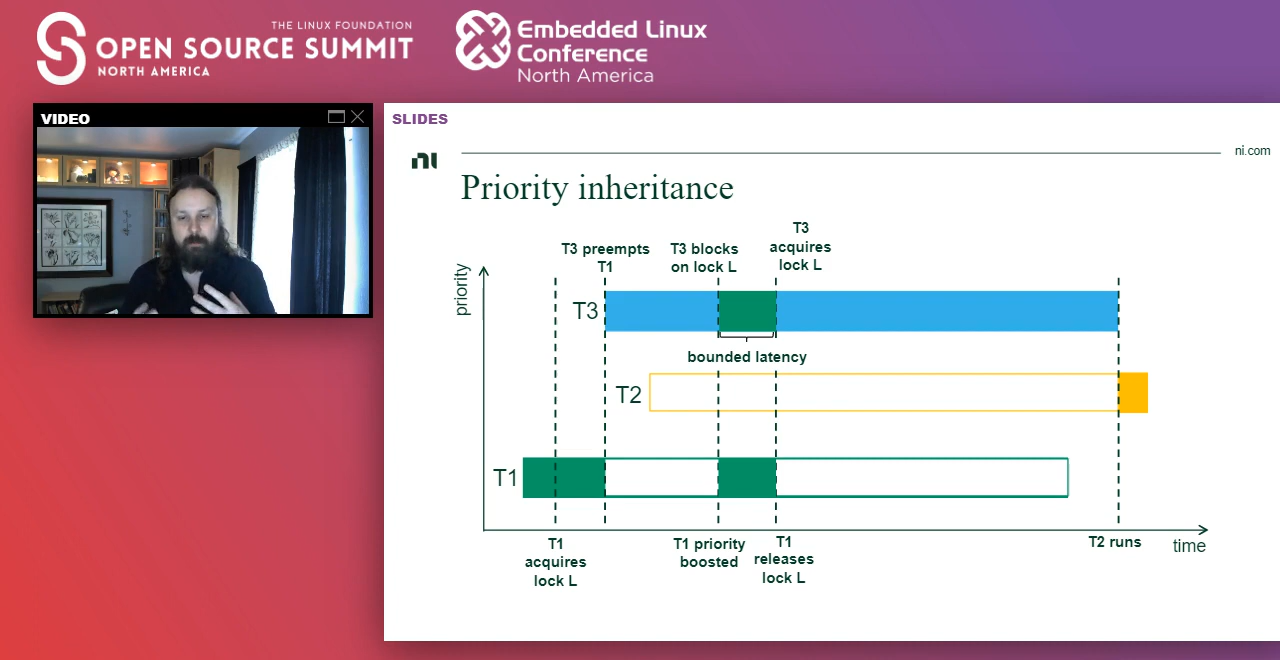 THE LINUX FOUNDATION
OPEN SOURCE SUMMIT
NORTH AMERICA
Embedded Linux
Conference
North America
VIDEO
SLIDES
ni
ni.com
Priority inheritance
T3 preempts
T1
T3 blocks
on lock L
T3
acquires
lock L
priority
T3
bounded latency
T2
T1
T1
acquires
lock L
T1 priority
boosted
T1
releases
lock L
T2 runs
time